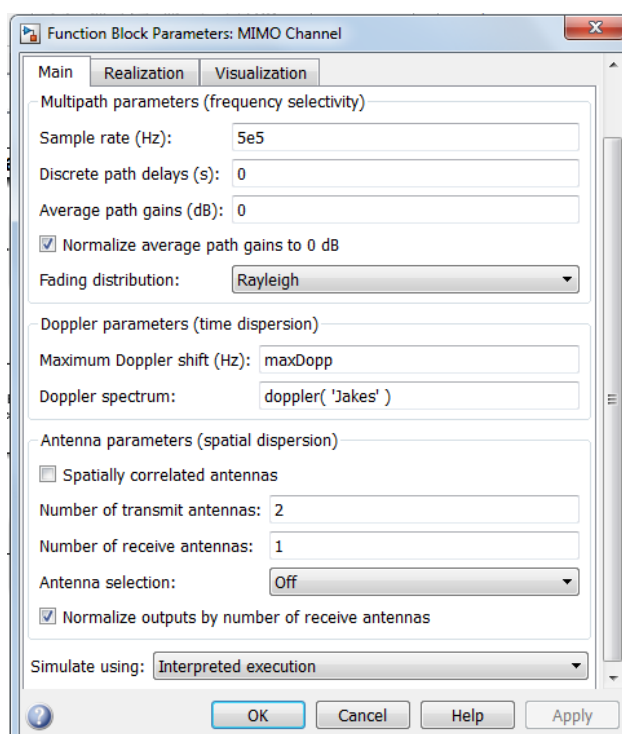 Function Block Parameters: MIMO Channel
Main Realization Visualization
Multipath parameters (frequency selectivity)
Sample rate (Hz): 5e5
Discrete path delays (s): 0
Average path gains (dB): 0
Normalize average path gains to 0 dB
Fading distribution: Rayleigh
Doppler parameters (time dispersion)
Maximum Doppler shift (Hz): maxDopp
Doppler spectrum: doppler( 'Jakes' )
Antenna parameters (spatial dispersion)
Spatially correlated antennas
Number of transmit antennas: 2
Number of receive antennas: 1
Antenna selection: Off
Normalize outputs by number of receive antennas
Simulate using: Interpreted execution
OK Cancel Help Apply